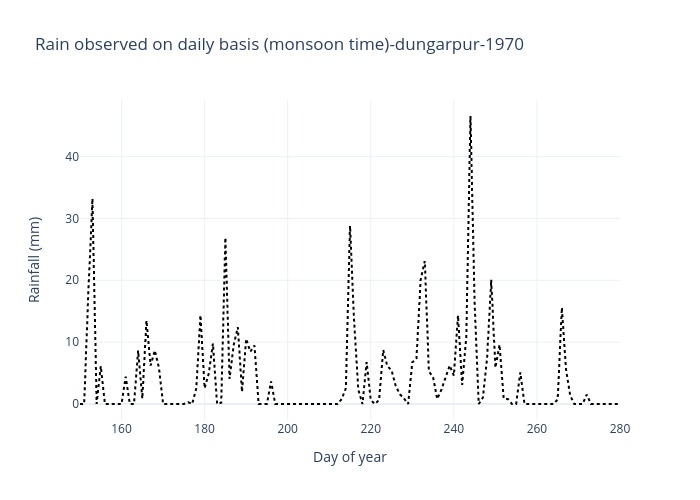 Rain observed on daily basis (monsoon time)-dungarpur-1970
Rainfall (mm)
40
30
20
10
0
160 180 200 220 240 260 280
Day of year